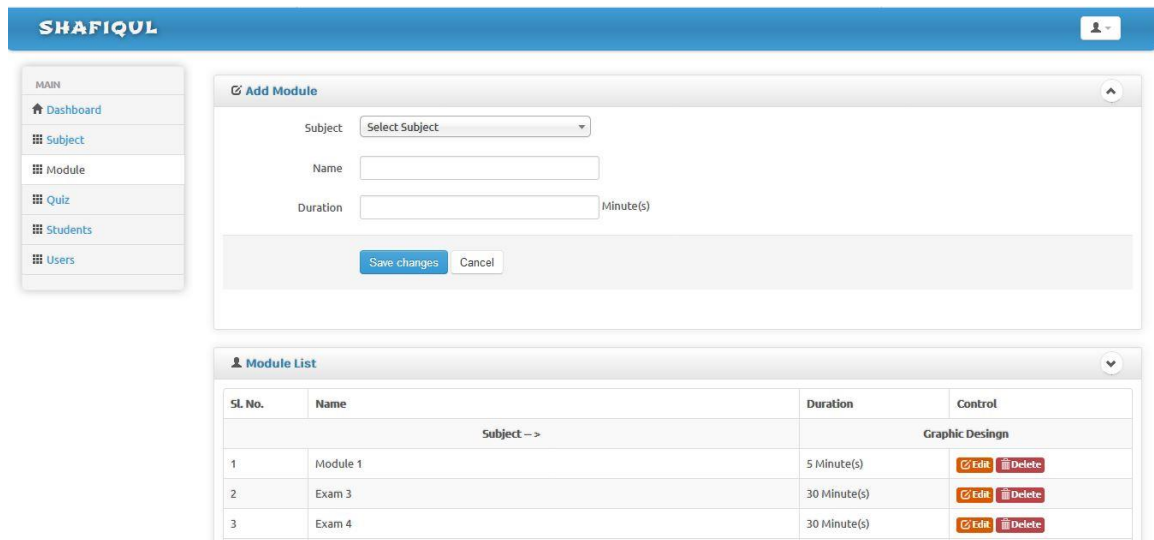 SHAFIQUL
MAIN
Dashboard
Subject
Module
Quiz
Students
Users
Add Module
Subject Select Subject
Name
Duration Minute(s)
Save changes Cancel
Module List
Sl. No. Name Duration Control
Subject -- > Graphic Desingn
1 Module 1 5 Minute(s) Edit Delete
2 Exam 3 30 Minute(s) Edit Delete
3 Exam 4 30 Minute(s) Edit Delete